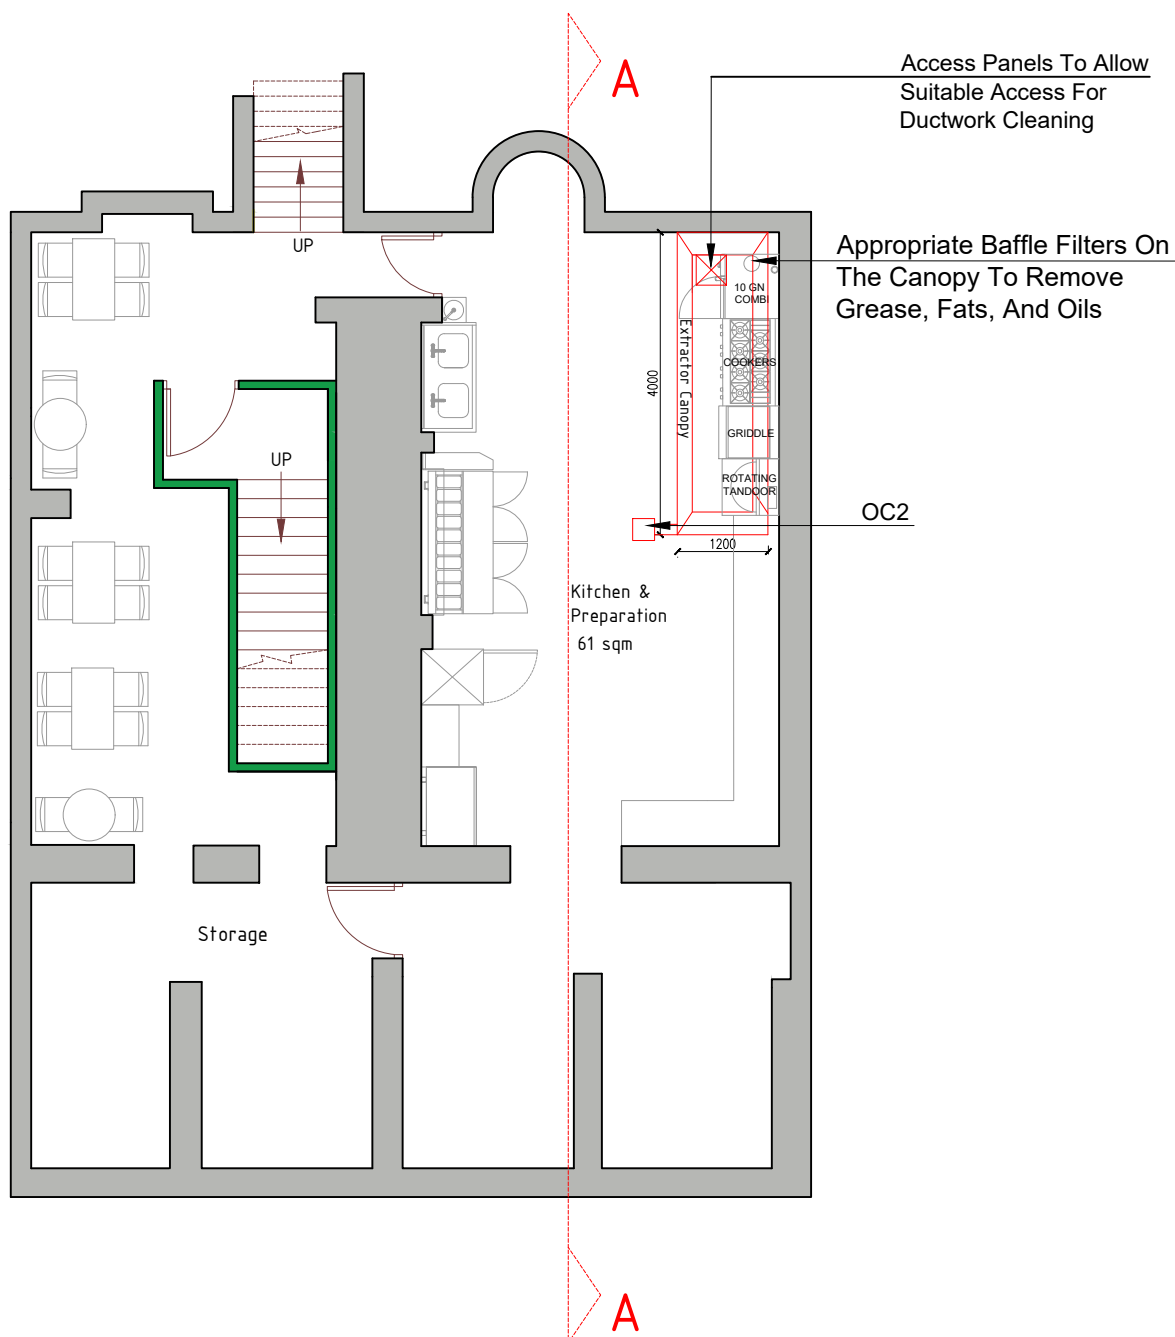 A
Access Panels To Allow
Suitable Access For
Ductwork Cleaning
UP
Appropriate Baffle Filters On
The Canopy To Remove
Grease, Fats, And Oils
10 GN
COMBI
Extractor Canopy
COOKERS
4000
GRIDDLE
UP
ROTATING
TANDOOR
OC2
1200
Kitchen &
Preparation
61 sqm
Storage
A